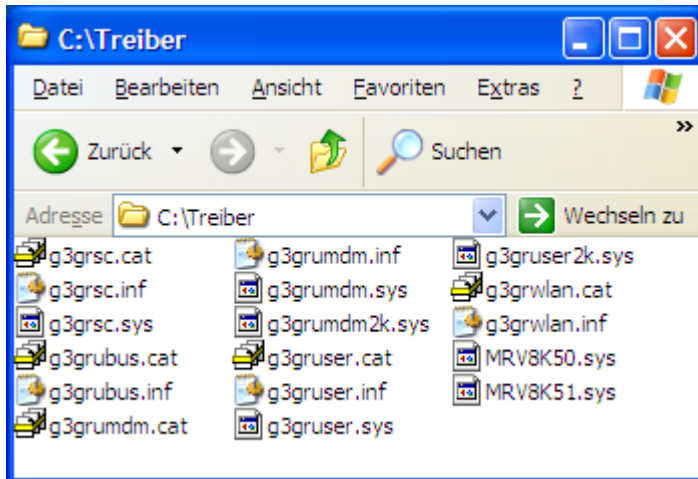 C:\Treiber
Datei Bearbeiten Ansicht Favoriten Extras ?
Zurück Suchen »
Adresse C:\Treiber Wechseln zu
g3grsc.cat g3grumdm.inf g3gruser2k.sys
g3grsc.inf g3grumdm.sys g3grwlan.cat
g3grsc.sys g3grumdm2k.sys g3grwlan.inf
g3grubus.cat g3gruser.cat MRV8K50.sys
g3grubus.inf g3gruser.inf MRV8K51.sys
g3grumdm.cat g3gruser.sys